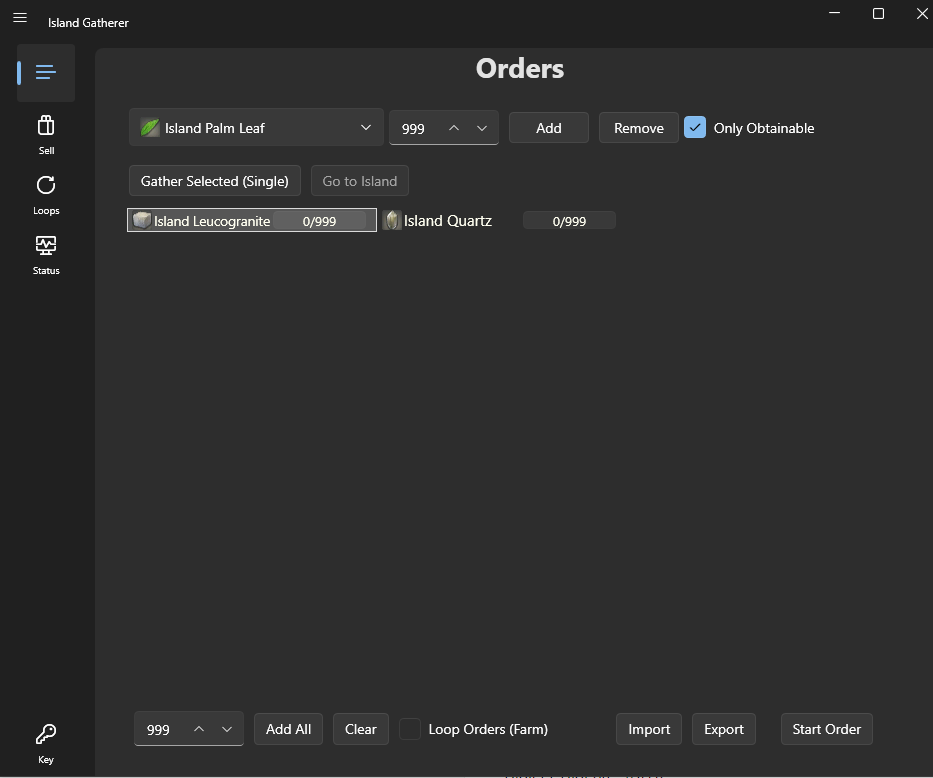 Island Gatherer
Orders
Island Palm Leaf 999 Add Remove Only Obtainable
Sell
Gather Selected (Single) Go to Island
Loops
Island Leucogranite 0/999 Island Quartz 0/999
Status
999 Add All Clear Loop Orders (Farm) Import Export Start Order
Key